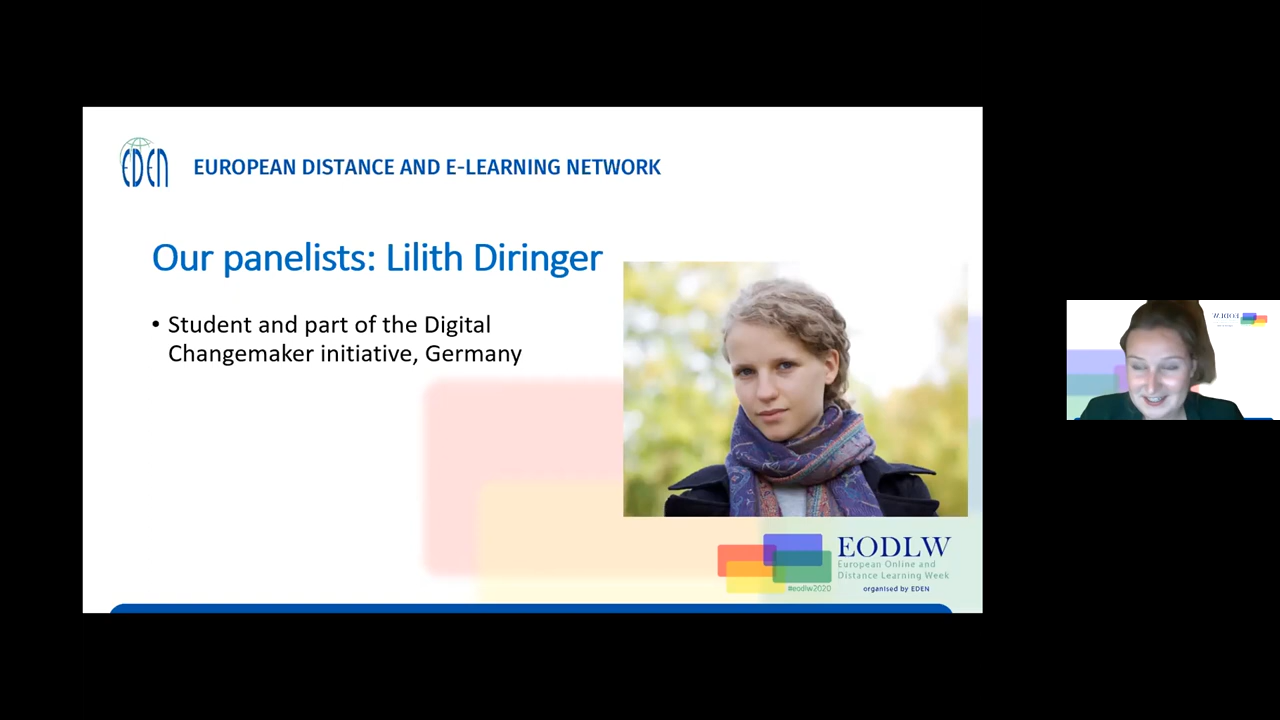 EDEN
EUROPEAN DISTANCE AND E-LEARNING NETWORK
Our panelists: Lilith Diringer
• Student and part of the Digital
Changemaker initiative, Germany
EODLW
European Online and
Distance Learning Week
#eodlw2020
organised by EDEN